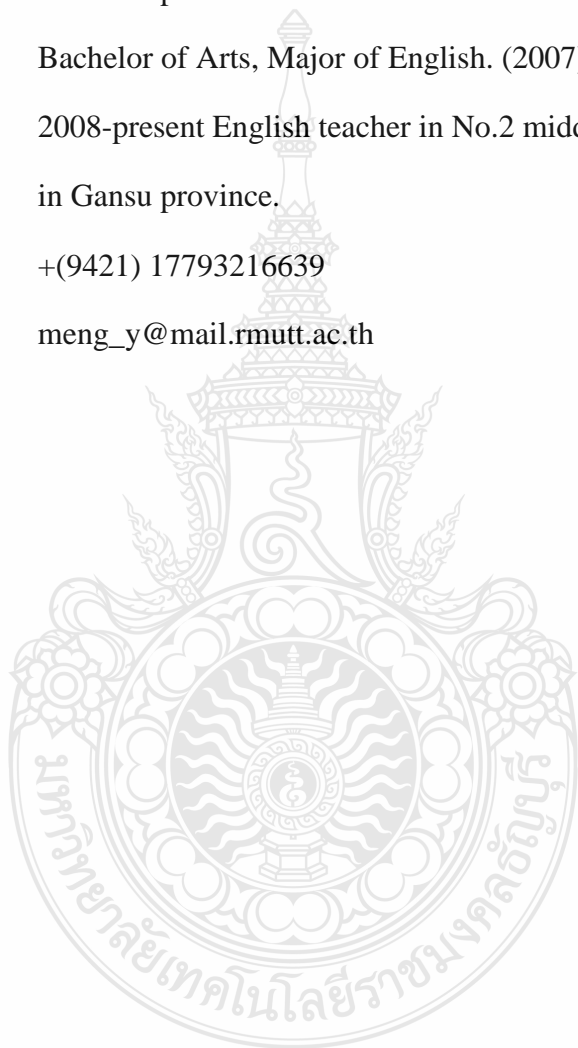 Bachelor of Arts, Major of English. (2007)
2008-present English teacher in No.2
in Gansu province.
+(9421) 17793216639
meng_y@mail.rmutt.ac.th
มหาวิทยาลัยเทคโนโลยีราชมงคลธัญบุรี